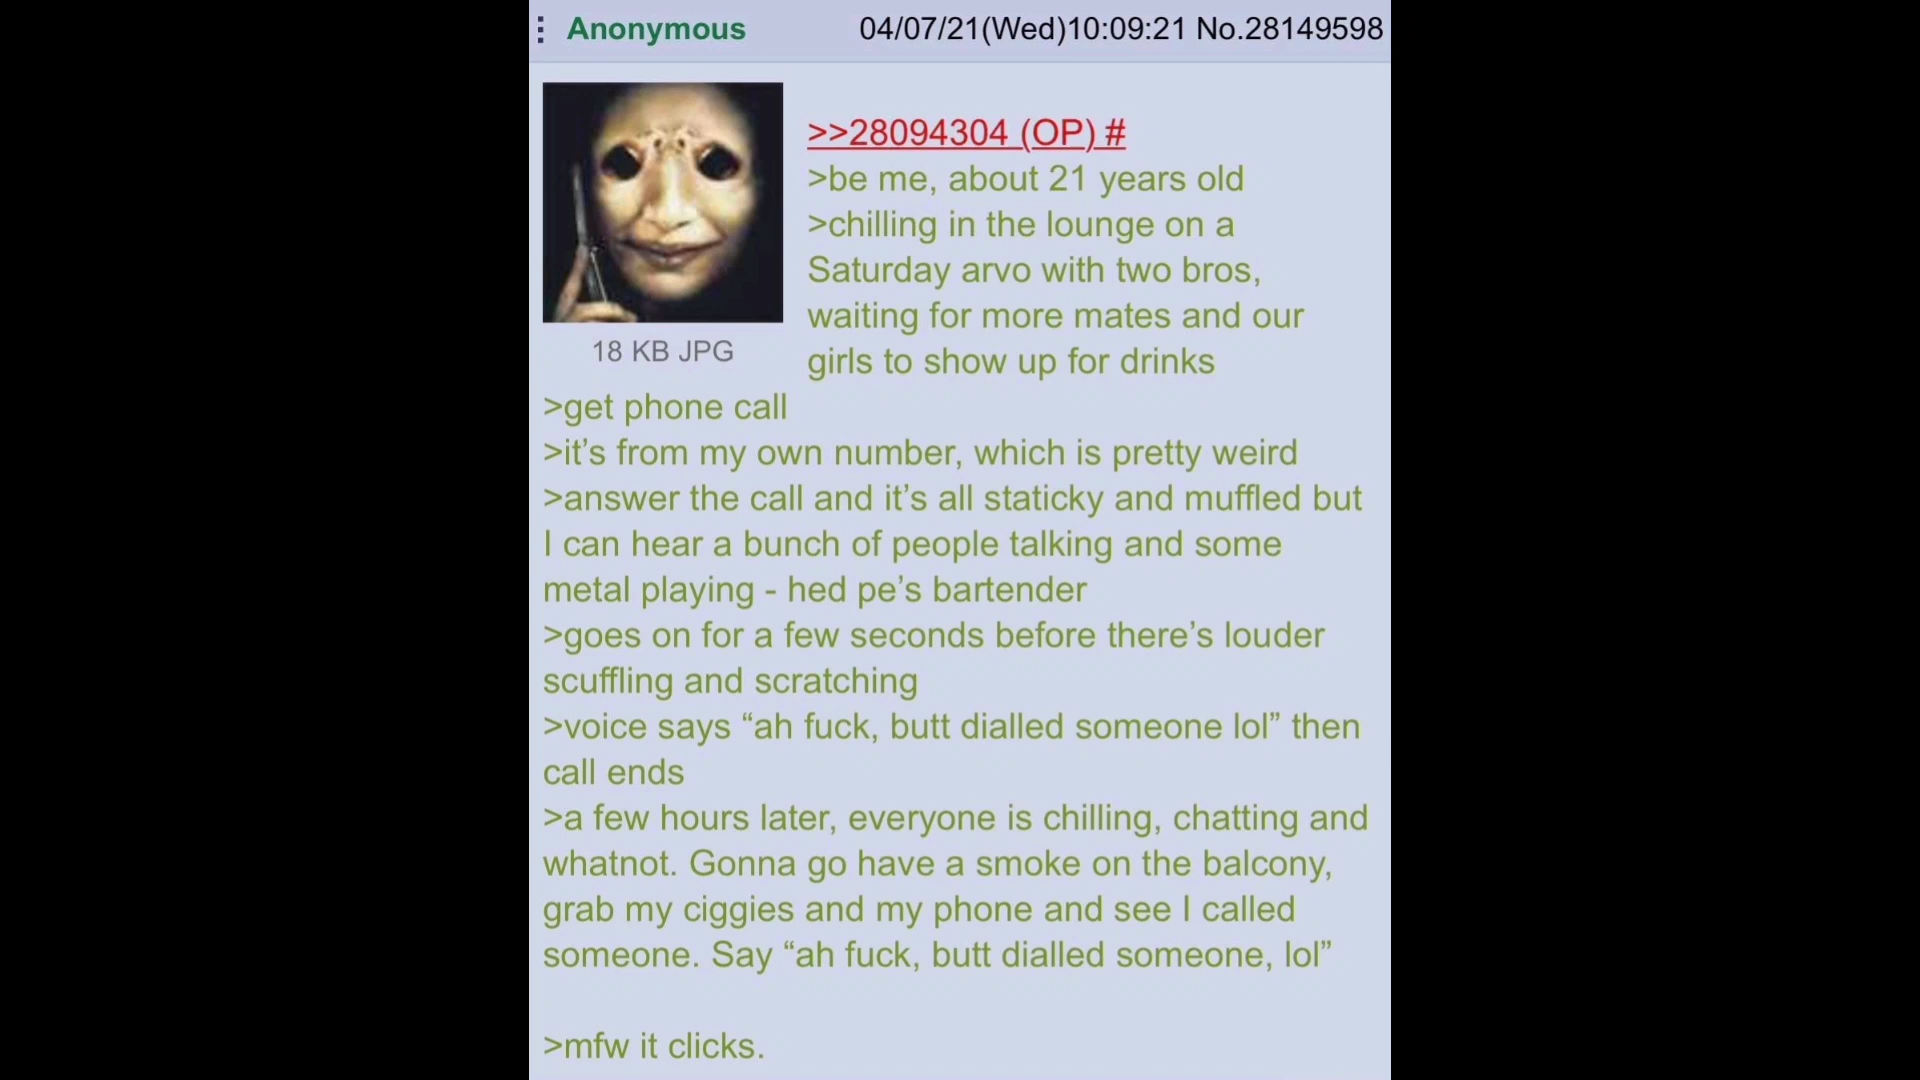 Anonymous 04/07/21(Wed)10:09:21 No.28149598
>>28094304 (OP) #
>be me, about 21 years old
>chilling in the lounge on a
Saturday arvo with two bros,
waiting for more mates and our
girls to show up for drinks
18 KB JPG
>get phone call
>it’s from my own number, which is pretty weird
>answer the call and it’s all staticky and muffled but
I can hear a bunch of people talking and some
metal playing - hed pe’s bartender
>goes on for a few seconds before there’s louder
scuffling and scratching
>voice says “ah fuck, butt dialled someone lol” then
call ends
>a few hours later, everyone is chilling, chatting and
whatnot. Gonna go have a smoke on the balcony,
grab my ciggies and my phone and see I called
someone. Say “ah fuck, butt dialled someone, lol”
>mfw it clicks.